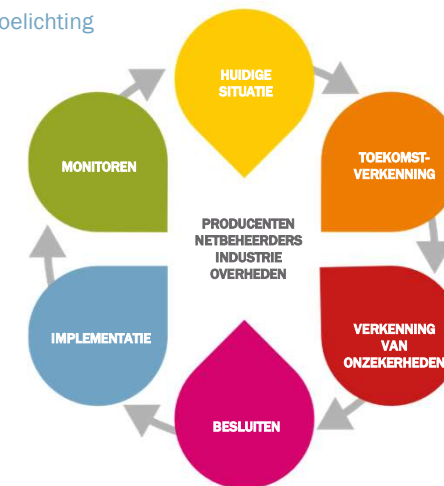 oelichting
HUIDIGE
SITUATIE
TOEKOMST-
VERKENNING
VERKENNING
VAN
ONZEKERHEDEN
BESLUITEN
IMPLEMENTATIE
MONITOREN
PRODUCENTEN
NETBEHEERDERS
INDUSTRIE
OVERHEDEN